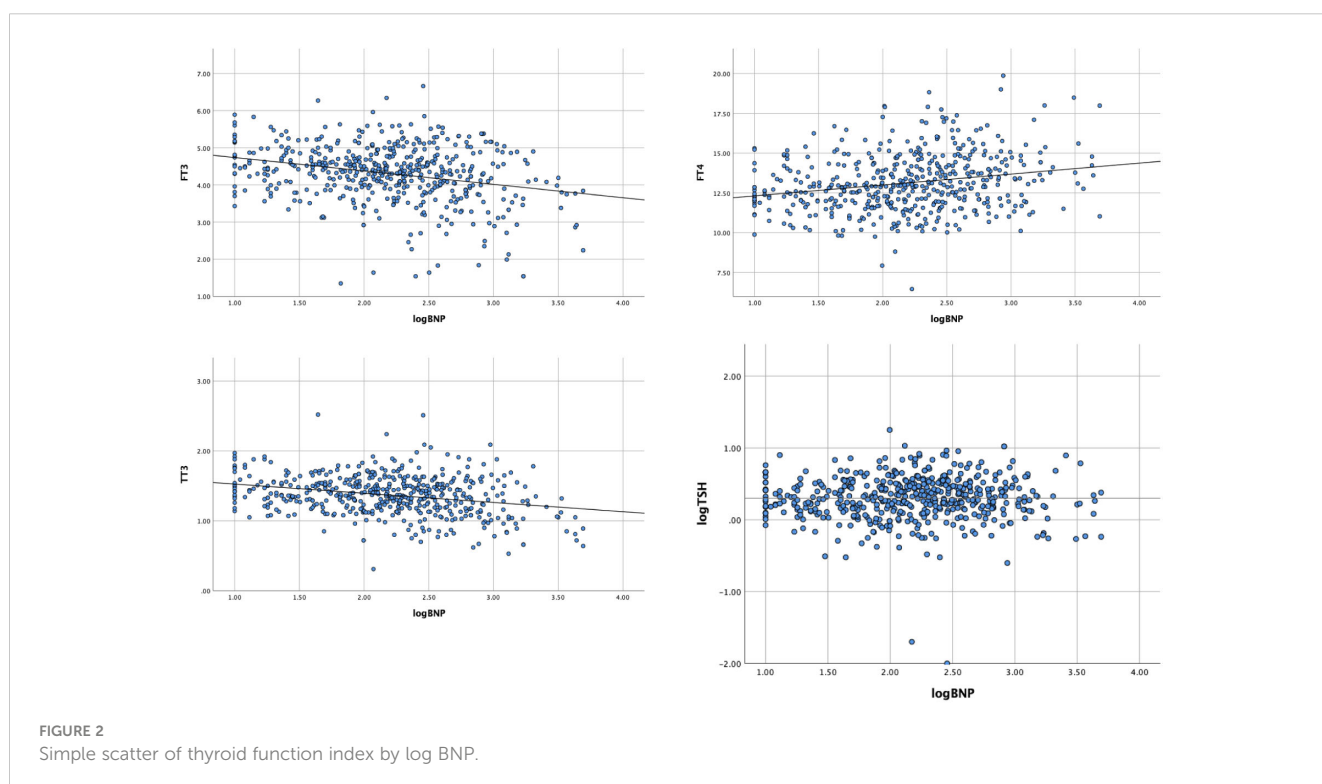 7.00
6.00
5.00
4.00
3.00
2.00
1.00
FT3
1.00 1.50 2.00 2.50 3.00 3.50 4.00
logBNP
20.00
17.50
15.00
12.50
10.00
7.50
FT4
1.00 1.50 2.00 2.50 3.00 3.50 4.00
logBNP
3.00
2.00
1.00
.00
TT3
1.00 1.50 2.00 2.50 3.00 3.50 4.00
logBNP
2.00
1.00
.00
-1.00
-2.00
logTSH
1.00 1.50 2.00 2.50 3.00 3.50 4.00
logBNP
FIGURE 2
Simple scatter of thyroid function index by log BNP.